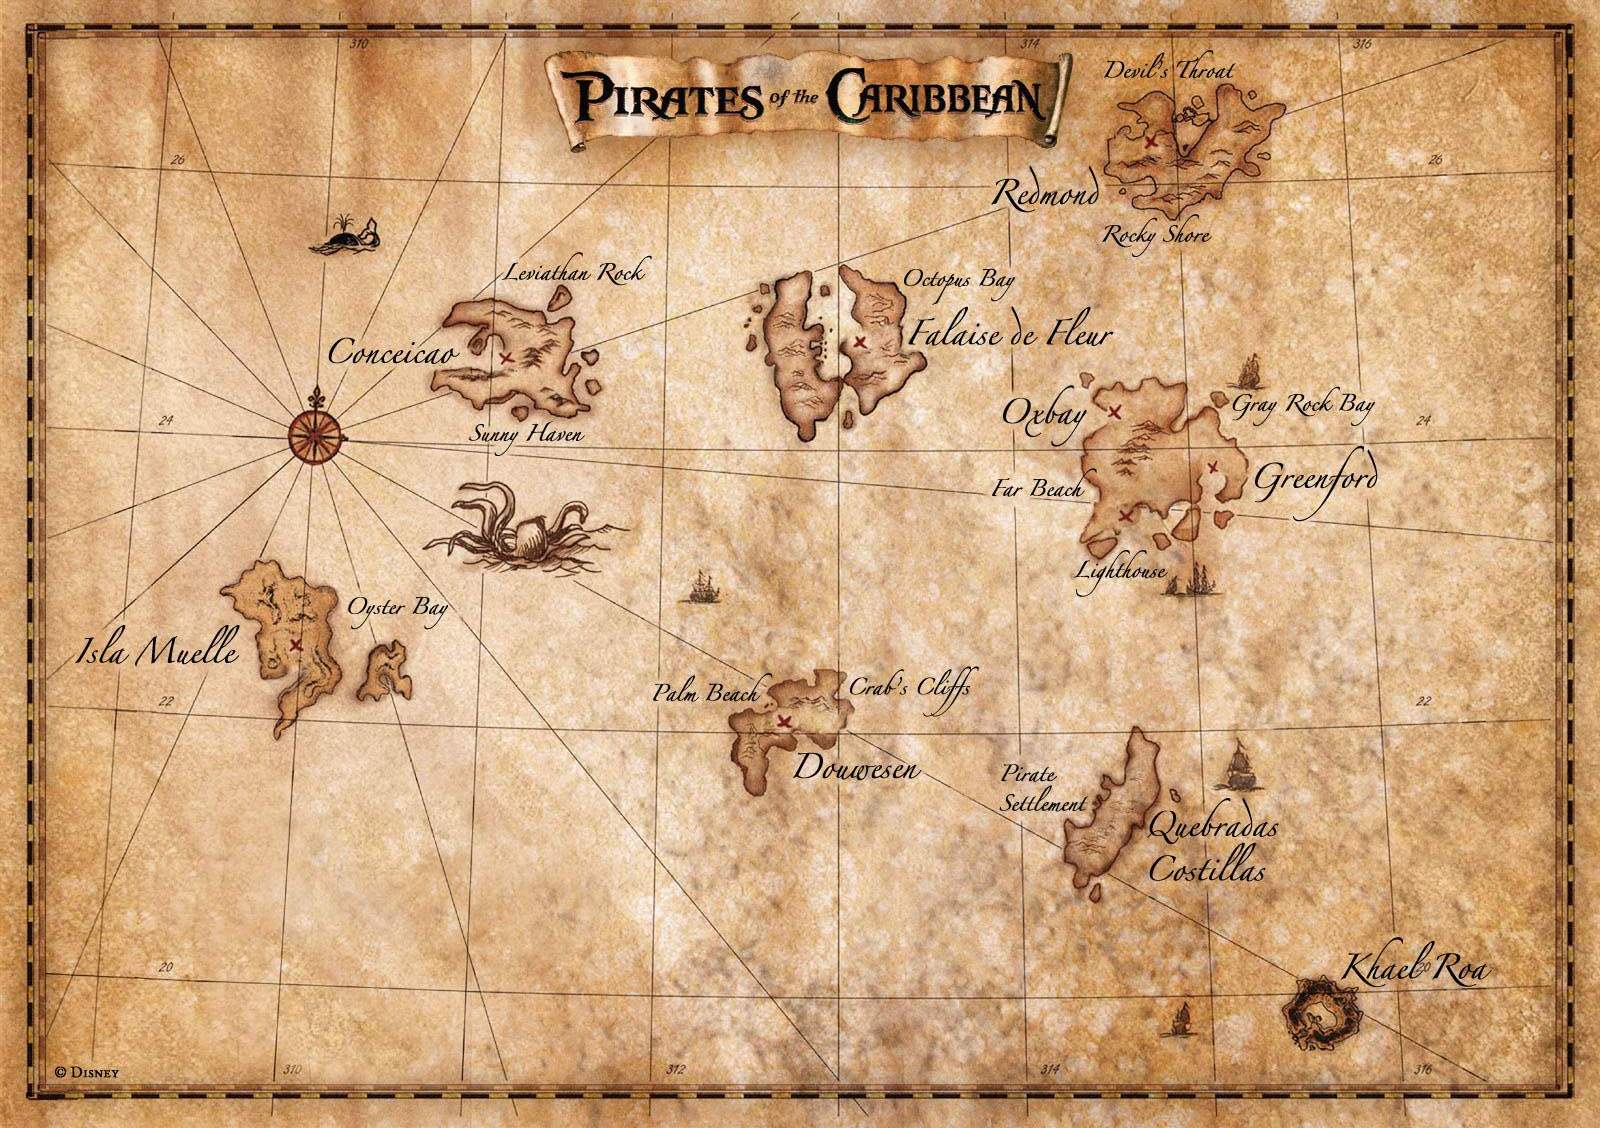 310
314
316
PIRATES of the CARIBBEAN
Devil's Throat
26
26
Redmond
Rocky Shore
Leviathan Rock
Octopus Bay
Conceicao
Falaise de Fleur
Sunny Haven
24
Oxbay
Gray Rock Bay
24
Far Beach
Greenford
Lighthouse
Oyster Bay
Isla Muelle
Palm Beach
Crab's Cliffs
22
22
Douwesen
Pirate
Settlement
Quebradas
Costillas
20
Khael Roa
20
© DISNEY
310
312
314
316